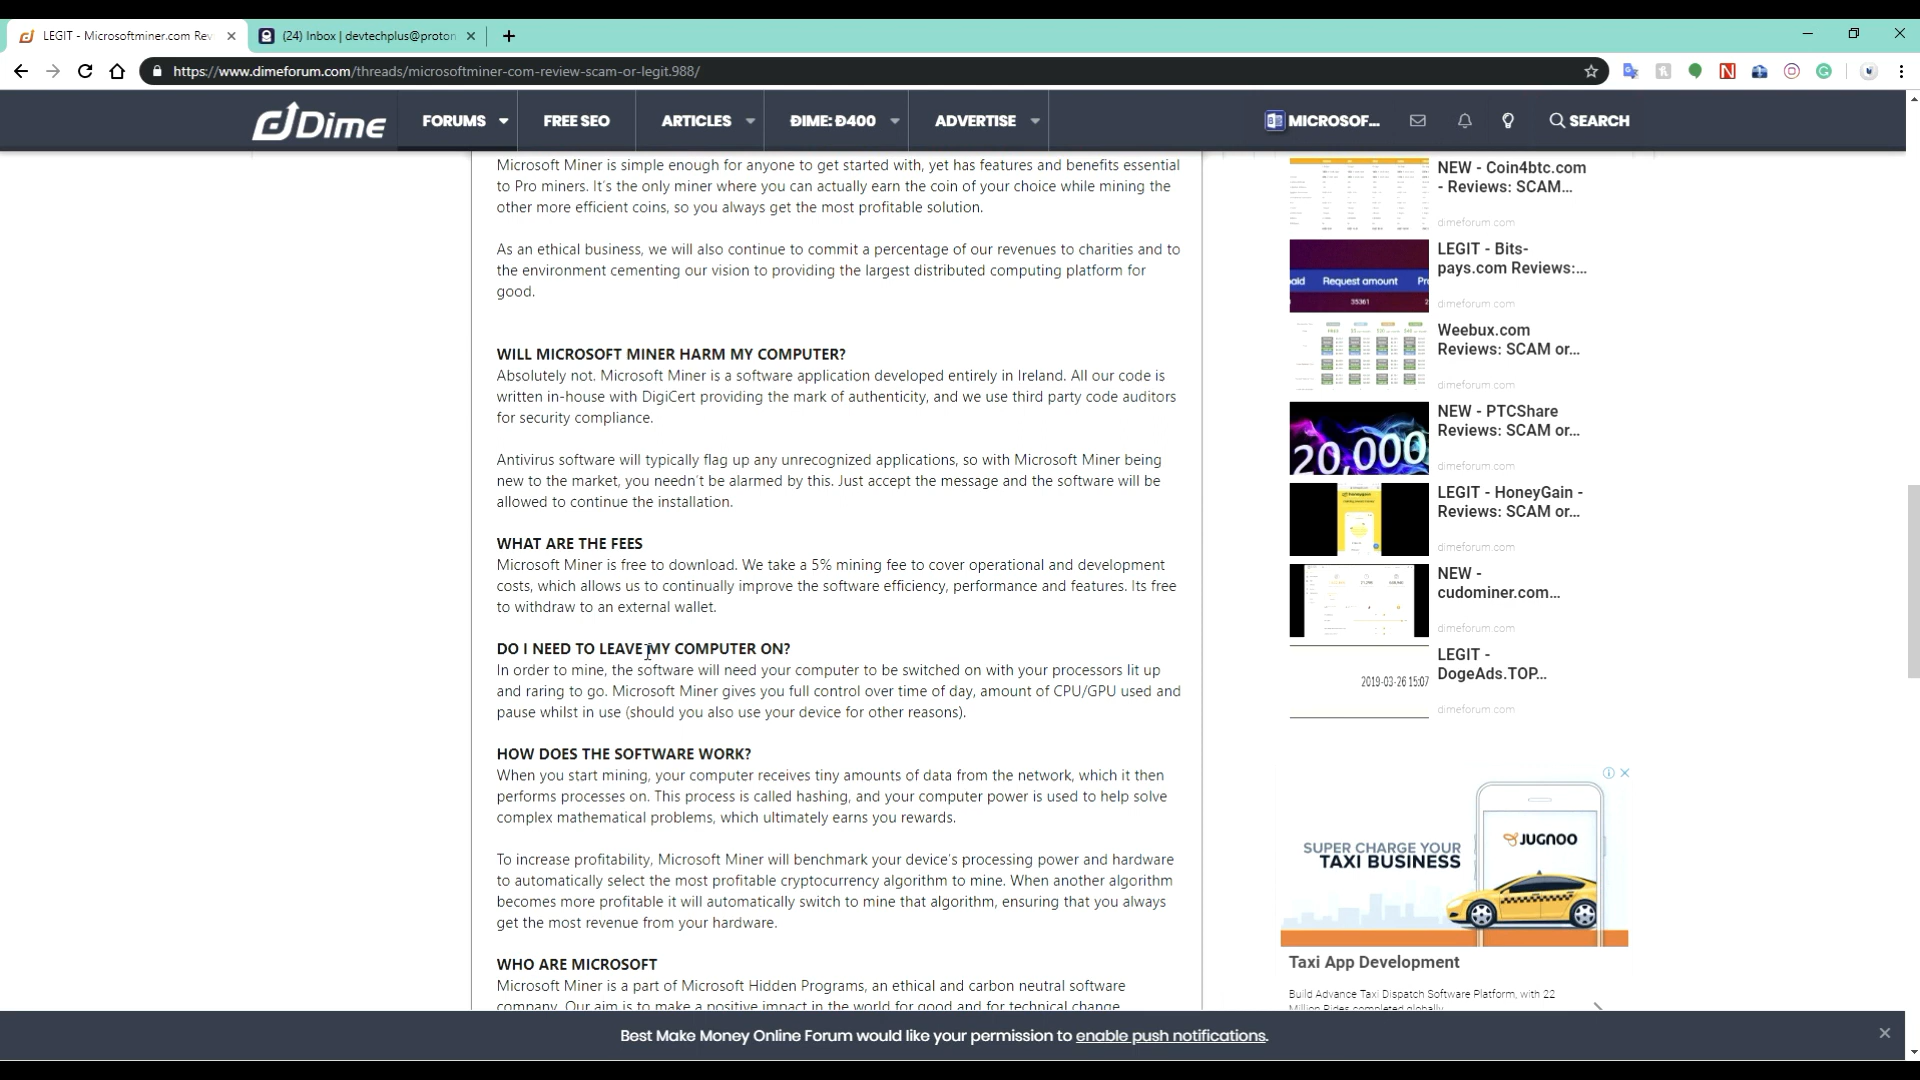 LEGIT - Microsoftminer.com Rev
(24) Inbox | devtechplus@proton
https://www.dimeforum.com/threads/microsoftminer-com-review-scam-or-legit.988/
Dime
FORUMS
FREE SEO
ARTICLES
ĐIME: Đ400
ADVERTISE
MICROSOF...
SEARCH
Microsoft Miner is simple enough for anyone to get started with, yet has features and benefits essential
to Pro miners. It's the only miner where you can actually earn the coin of your choice while mining the
other more efficient coins, so you always get the most profitable solution.
As an ethical business, we will also continue to commit a percentage of our revenues to charities and to
the environment cementing our vision to providing the largest distributed computing platform for
good.
WILL MICROSOFT MINER HARM MY COMPUTER?
Absolutely not. Microsoft Miner is a software application developed entirely in Ireland. All our code is
written in-house with DigiCert providing the mark of authenticity, and we use third party code auditors
for security compliance.
Antivirus software will typically flag up any unrecognized applications, so with Microsoft Miner being
new to the market, you needn't be alarmed by this. Just accept the message and the software will be
allowed to continue the installation.
WHAT ARE THE FEES
Microsoft Miner is free to download. We take a 5% mining fee to cover operational and development
costs, which allows us to continually improve the software efficiency, performance and features. Its free
to withdraw to an external wallet.
DO I NEED TO LEAVE MY COMPUTER ON?
In order to mine, the software will need your computer to be switched on with your processors lit up
and raring to go. Microsoft Miner gives you full control over time of day, amount of CPU/GPU used and
pause whilst in use (should you also use your device for other reasons).
HOW DOES THE SOFTWARE WORK?
When you start mining, your computer receives tiny amounts of data from the network, which it then
performs processes on. This process is called hashing, and your computer power is used to help solve
complex mathematical problems, which ultimately earns you rewards.
To increase profitability, Microsoft Miner will benchmark your device's processing power and hardware
to automatically select the most profitable cryptocurrency algorithm to mine. When another algorithm
becomes more profitable it will automatically switch to mine that algorithm, ensuring that you always
get the most revenue from your hardware.
WHO ARE MICROSOFT
Microsoft Miner is a part of Microsoft Hidden Programs, an ethical and carbon neutral software
company. Our aim is to make a positive impact in the world for good and for technical change
NEW - Coin4btc.com
- Reviews: SCAM...
dimeforum.com
LEGIT - Bits-
pays.com Reviews:...
dimeforum.com
aid Request amount Pr
35361
Weebux.com
Reviews: SCAM or...
dimeforum.com
NEW - PTCShare
Reviews: SCAM or...
dimeforum.com
20,000
LEGIT - HoneyGain -
Reviews: SCAM or...
dimeforum.com
NEW -
cudominer.com...
dimeforum.com
LEGIT -
DogeAds.TOP...
dimeforum.com
2019-03-26 15:07
SUPER CHARGE YOUR
TAXI BUSINESS
JUGNOO
Taxi App Development
Build Advance Taxi Dispatch Software Platform, with 22
Million Rides completed globally
Best Make Money Online Forum would like your permission to enable push notifications.